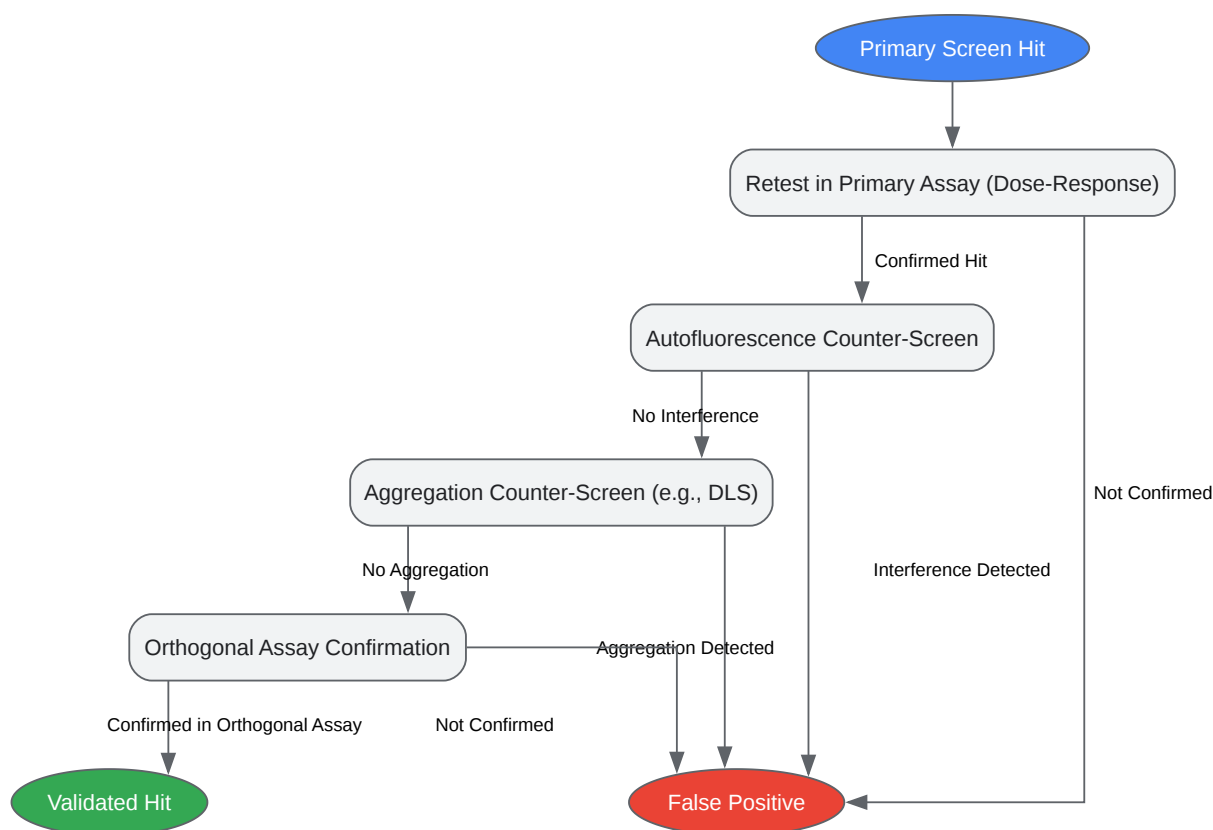 Primary Screen Hit
Retest in Primary Assay (Dose-Response)
Confirmed Hit
Autofluorescence Counter-Screen
No Interference
Aggregation Counter-Screen (e.g., DLS)
Not Confirmed
No Aggregation
Interference Detected
Orthogonal Assay Confirmation
Aggregation Detected
Confirmed in Orthogonal Assay
Not Confirmed
Validated Hit
False Positive